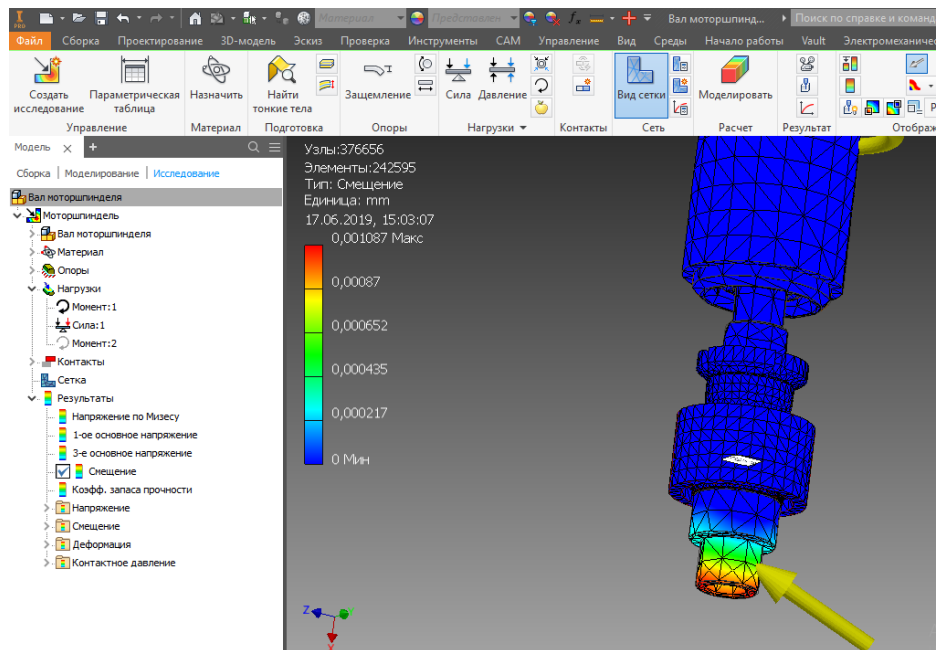 PRO
Материал
Представлен
Вал моторшпинд...
Поиск по справке и команд
Файл Сборка Проектирование 3D-модель Эскиз Проверка Инструменты CAM Управление Вид Среды Начало работы Vault Электромеханичес
Создать исследование
Параметрическая таблица
Назначить
Найти тонкие тела
Защемление
Сила
Давление
Вид сетки
Моделировать
Управление
Материал
Подготовка
Опоры
Нагрузки
Контакты
Сеть
Расчет
Результат
Отображ
Модель
Сборка | Моделирование | Исследование
Вал моторшпинделя
Моторшпиндель
Вал моторшпинделя
Материал
Опоры
Нагрузки
Момент:1
Сила:1
Момент:2
Контакты
Сетка
Результаты
Напряжение по Мизесу
1-ое основное напряжение
3-е основное напряжение
Смещение
Коэфф. запаса прочности
Напряжение
Смещение
Деформация
Контактное давление
Узлы:376656
Элементы:242595
Тип: Смещение
Единица: mm
17.06.2019, 15:03:07
0,001087 Макс
0,00087
0,000652
0,000435
0,000217
0 Мин
Z
X